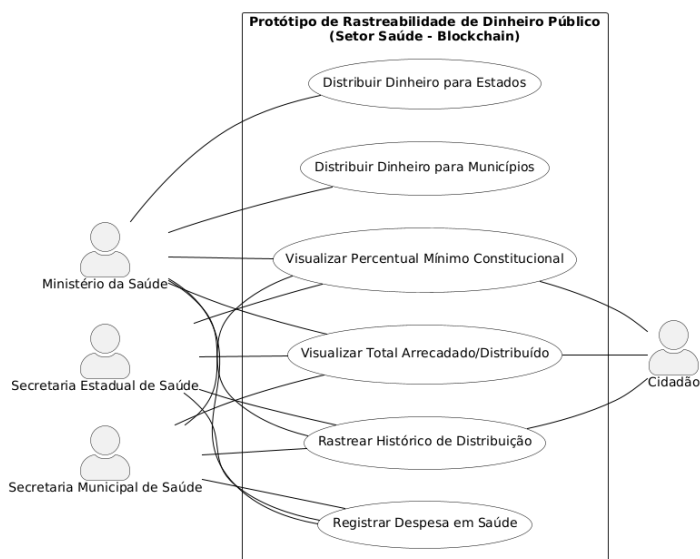 Protótipo de Rastreabilidade de Dinheiro Público
(Setor Saúde - Blockchain)
Distribuir Dinheiro para Estados
Distribuir Dinheiro para Municípios
Visualizar Percentual Mínimo Constitucional
Ministério da Saúde
Visualizar Total Arrecadado/Distribuído
Secretaria Estadual de Saúde
Cidadão
Rastrear Histórico de Distribuição
Secretaria Municipal de Saúde
Registrar Despesa em Saúde